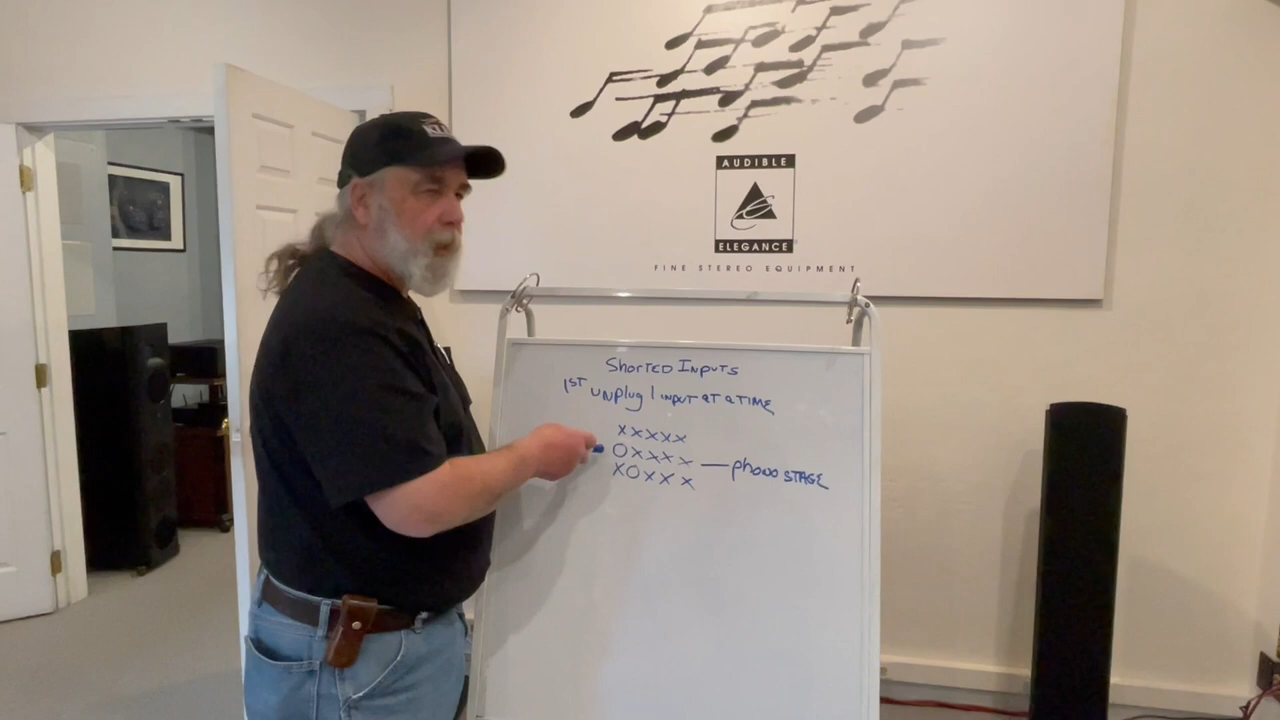 AUDIBLE
ELEGANCE
FINE STEREO EQUIPMENT
Shorted Inputs
1ST UNPlug 1 INPUT AT A TIME
XXXXX
OXXXX — phono STAGE
XOXXX